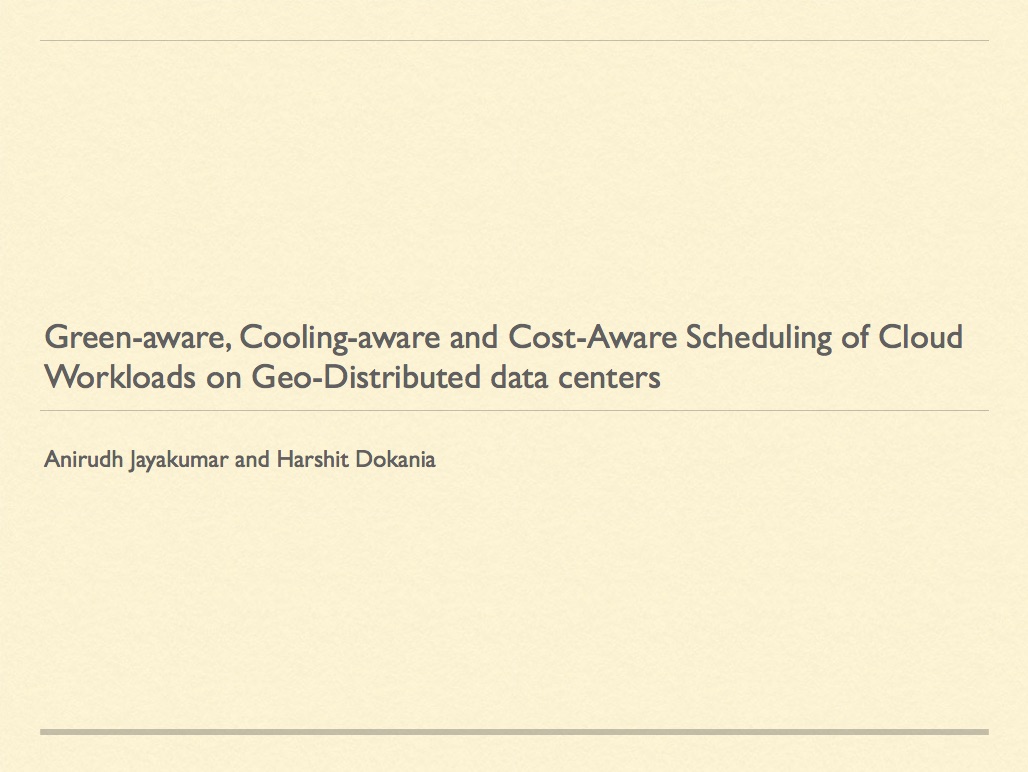 Green-aware, Cooling-aware and Cost-Aware Scheduling of Cloud
Workloads on Geo-Distributed data centers
Anirudh Jayakumar and Harshit Dokania